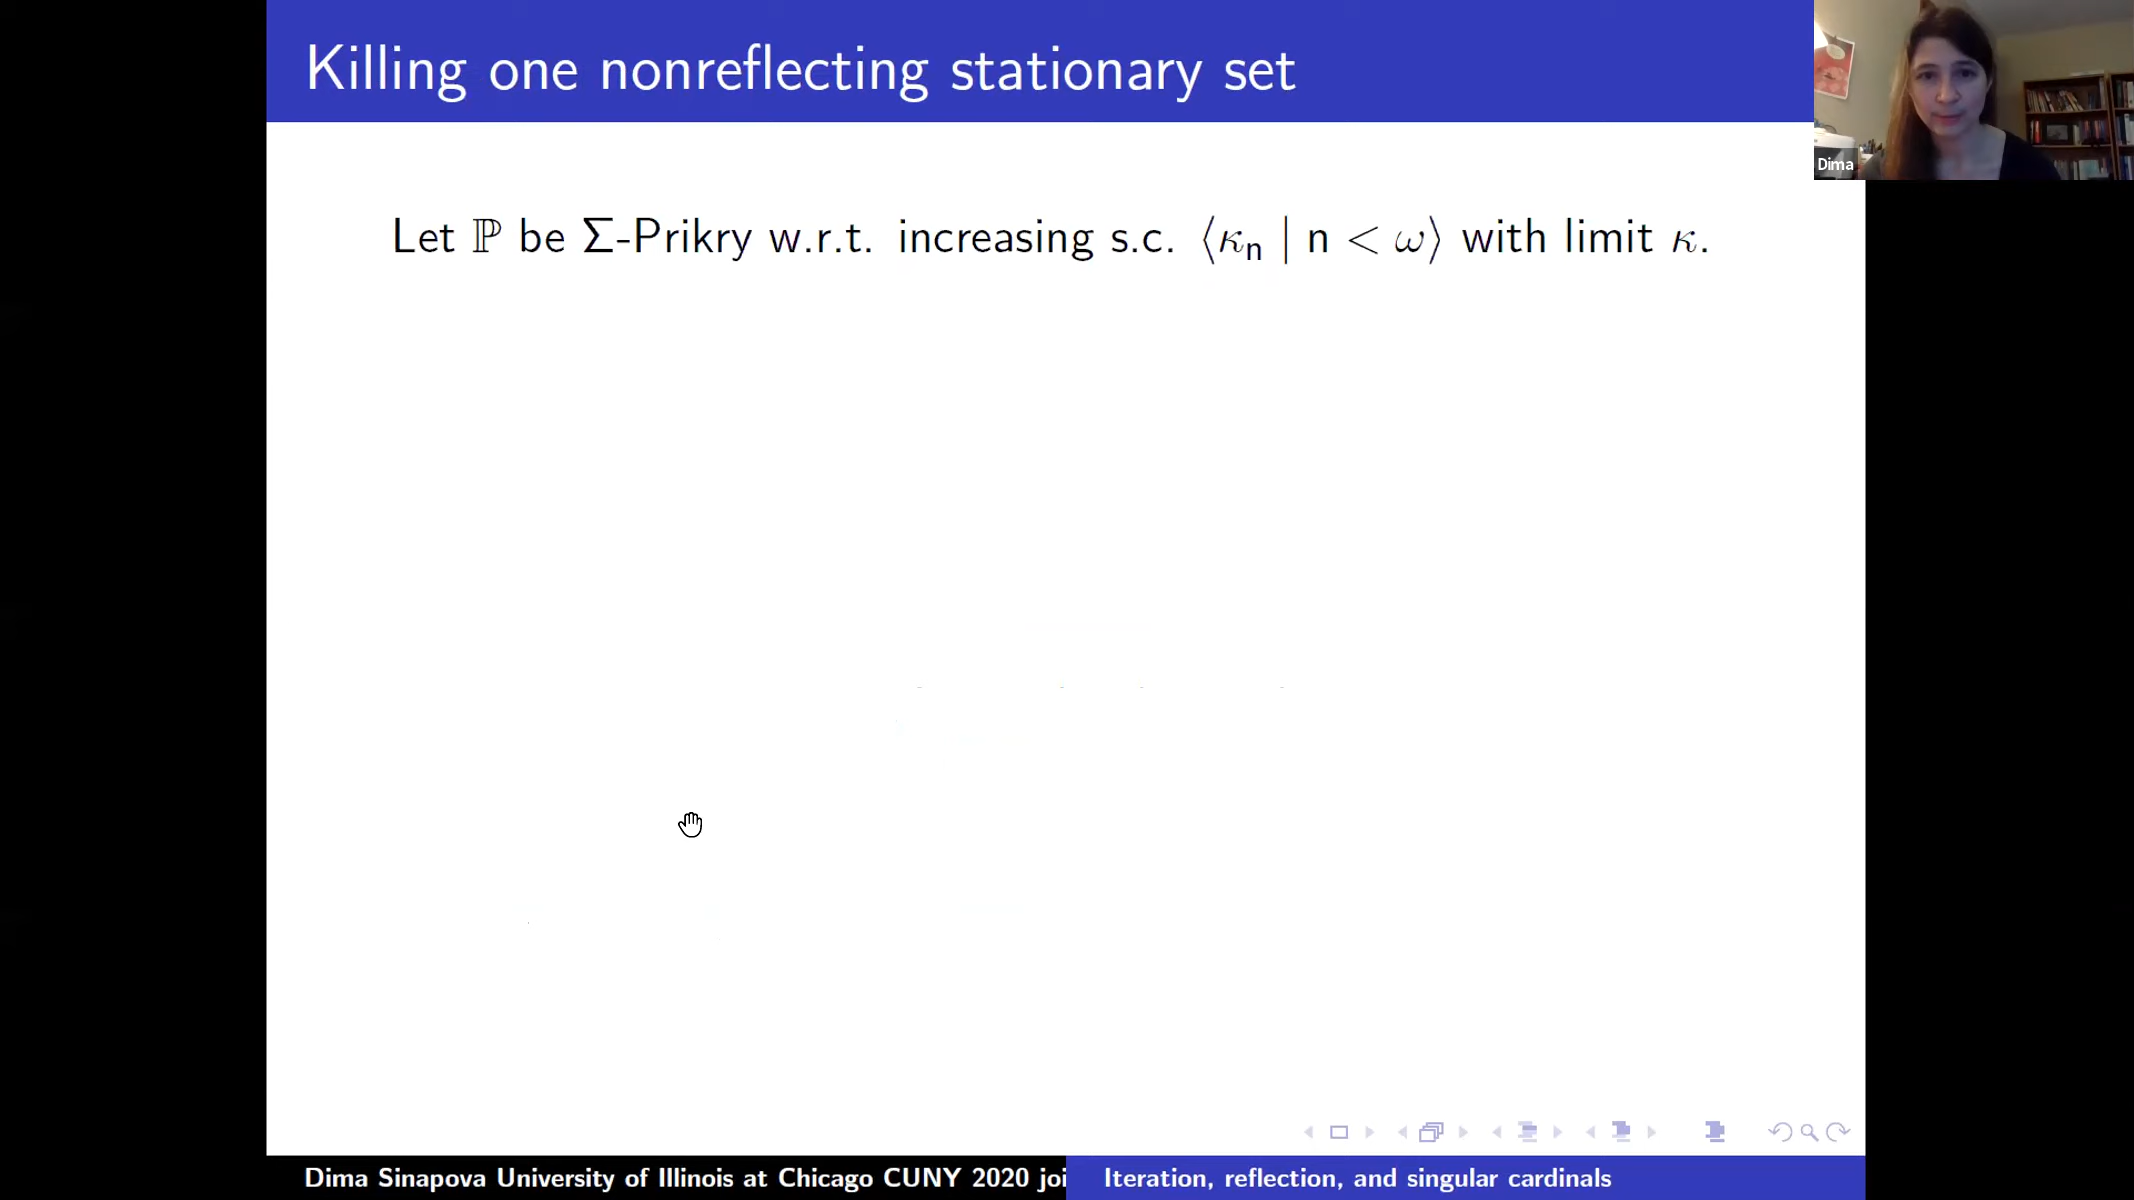 Killing one nonreflecting stationary set
Dima
Let ℙ be Σ-Prikry w.r.t. increasing s.c. ⟨κₙ | n < ω⟩ with limit κ.
Dima Sinapova University of Illinois at Chicago CUNY 2020 joi
Iteration, reflection, and singular cardinals